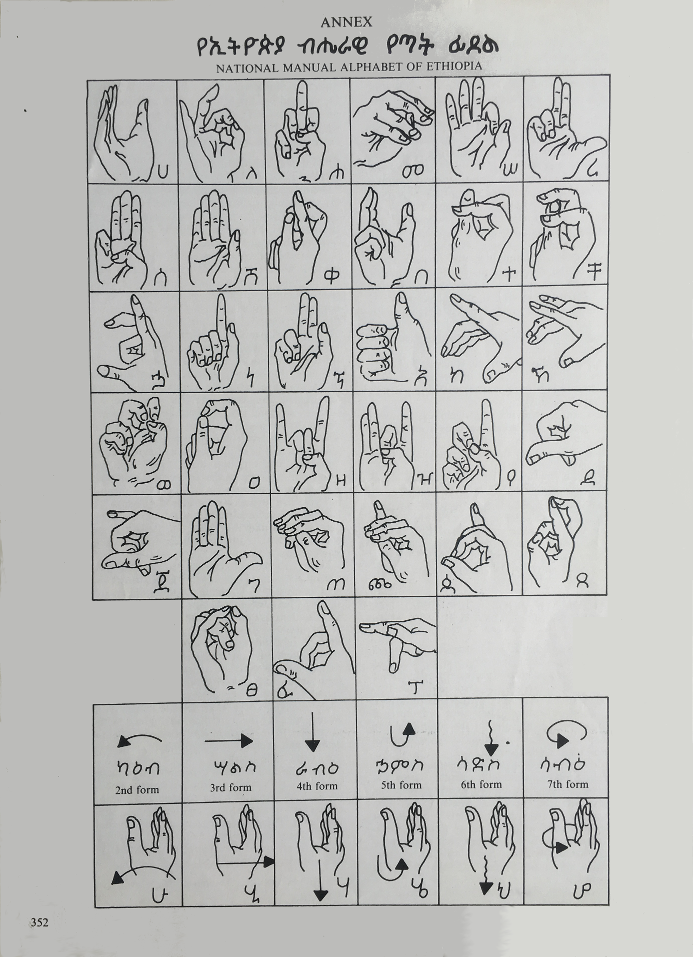 ANNEX
የኢትዮጵያ ብሔራዊ የጣት ፊደል
NATIONAL MANUAL ALPHABET OF ETHIOPIA
ሀ ለ ሐ መ ሠ ረ
ሰ ሸ ቀ በ ተ ቸ
ኀ ነ ኘ አ ከ ኸ
ወ ዐ ዘ ዠ የ ደ
ጀ ገ ጠ ጨ ጰ ጸ
ፀ ፈ ፐ
ካዕብ ሣልስ ራብዕ ኃምስ ሳድስ ሳብዕ
2nd form 3rd form 4th form 5th form 6th form 7th form
ሁ ሂ ሃ ሄ ህ ሆ
352